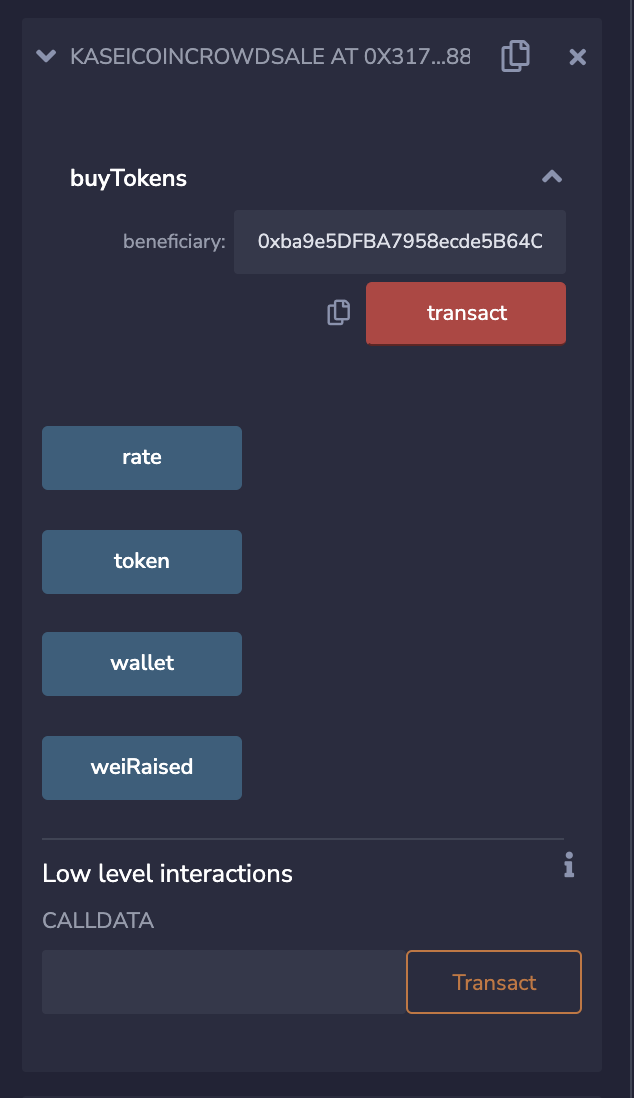 KASEICOINCROWDSALE AT 0X317...88
buyTokens
beneficiary: 0xba9e5DFBA7958ecde5B64C
transact
rate
token
wallet
weiRaised
Low level interactions
CALLDATA
Transact